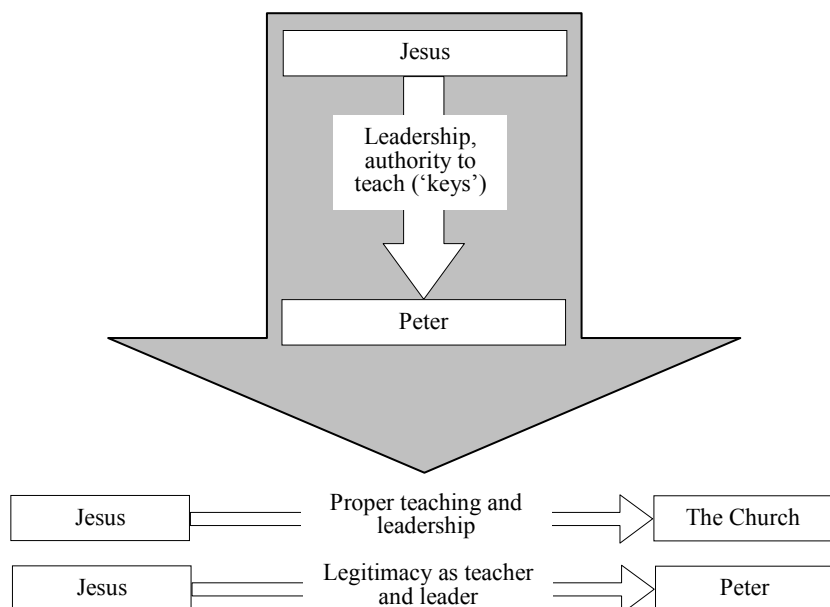 Jesus
Leadership,
authority to
teach (‘keys’)
Peter
Jesus
Proper teaching and
leadership
The Church
Jesus
Legitimacy as teacher
and leader
Peter